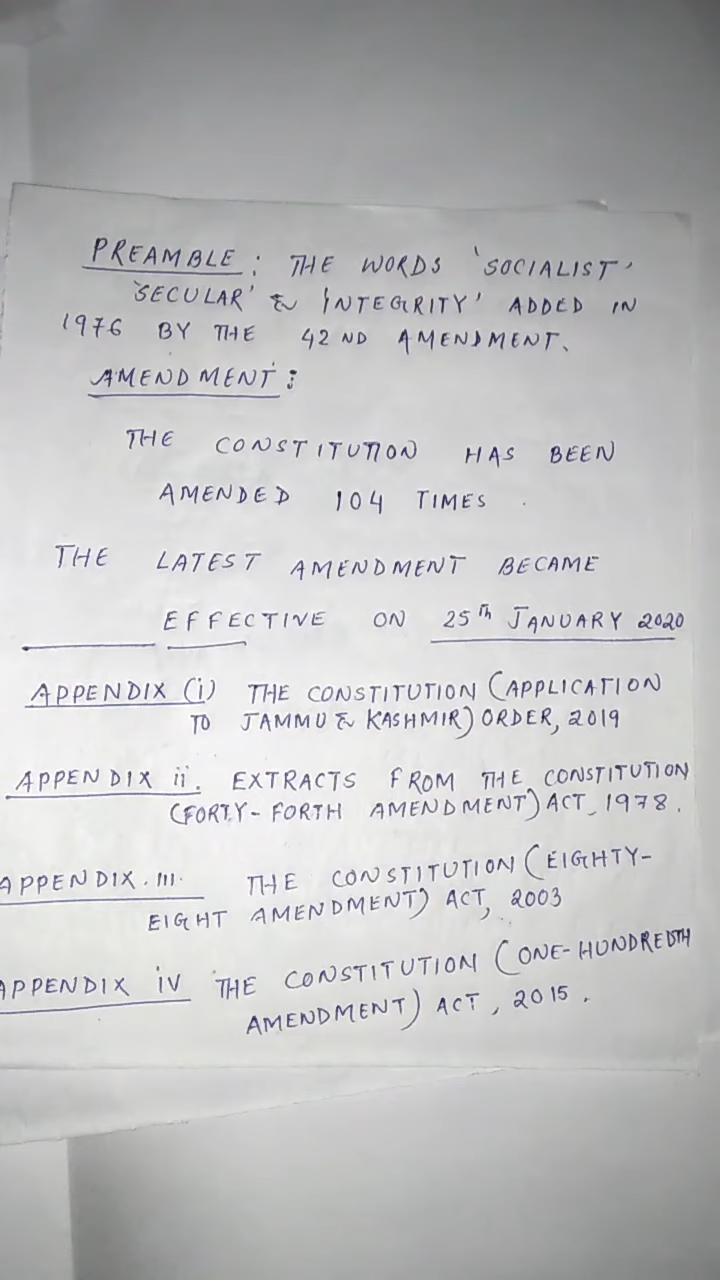 PREAMBLE : THE WORDS 'SOCIALIST'
'SECULAR' & 'INTEGRITY' ADDED IN
1976 BY THE 42 ND AMENDMENT.
AMENDMENT :
THE CONSTITUTION HAS BEEN
AMENDED 104 TIMES .
THE LATEST AMENDMENT BECAME
EFFECTIVE ON 25TH JANUARY 2020
APPENDIX (i) THE CONSTITUTION (APPLICATION
TO JAMMU & KASHMIR) ORDER, 2019
APPENDIX ii. EXTRACTS FROM THE CONSTITUTION
(FORTY-FORTH AMENDMENT) ACT, 1978.
APPENDIX.III. THE CONSTITUTION (EIGHTY-
EIGHT AMENDMENT) ACT, 2003
APPENDIX iv THE CONSTITUTION (ONE-HUNDREDTH
AMENDMENT) ACT, 2015.